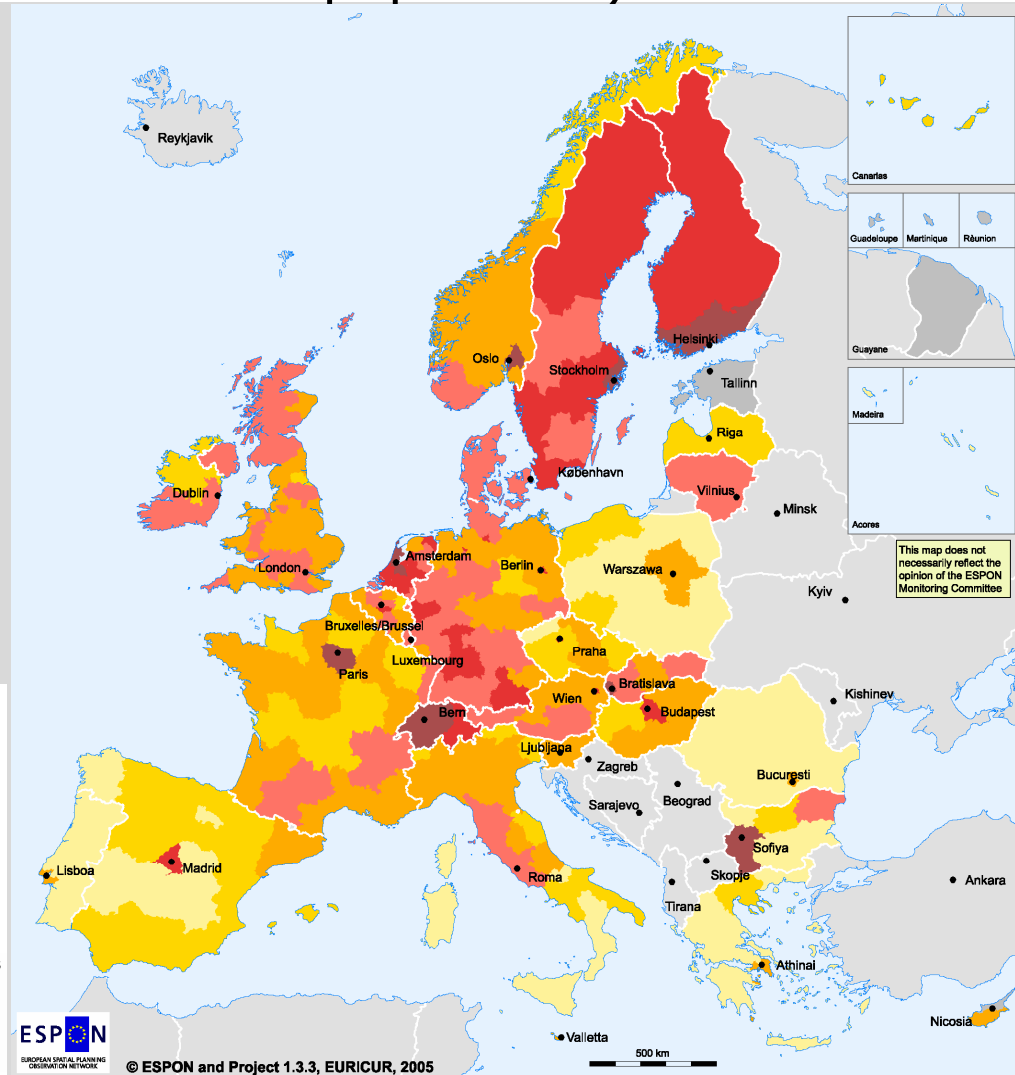 Reykjavik
Canarias
Guadeloupe
Martinique
Rèunion
Guayane
Helsinki
Oslo
Stockholm
Tallinn
Madeira
Riga
København
Vilnius
Dublin
Minsk
Acores
Amsterdam
This map does not
necessarily reflect the
opinion of the ESPON
Monitoring Committee
London
Berlin
Warszawa
Kyiv
Bruxelles/Brussel
Praha
Luxembourg
Paris
Bratislava
Kishinev
Wien
Bern
Budapest
Ljubljana
Zagreb
Bucuresti
Sarajevo
Beograd
Sofiya
Madrid
Lisboa
Roma
Skopje
Ankara
Tirana
Athinai
Nicosia
ESPON
EUROPEAN SPATIAL PLANNING
OBSERVATION NETWORK
Valletta
500 km
© ESPON and Project 1.3.3, EURICUR, 2005